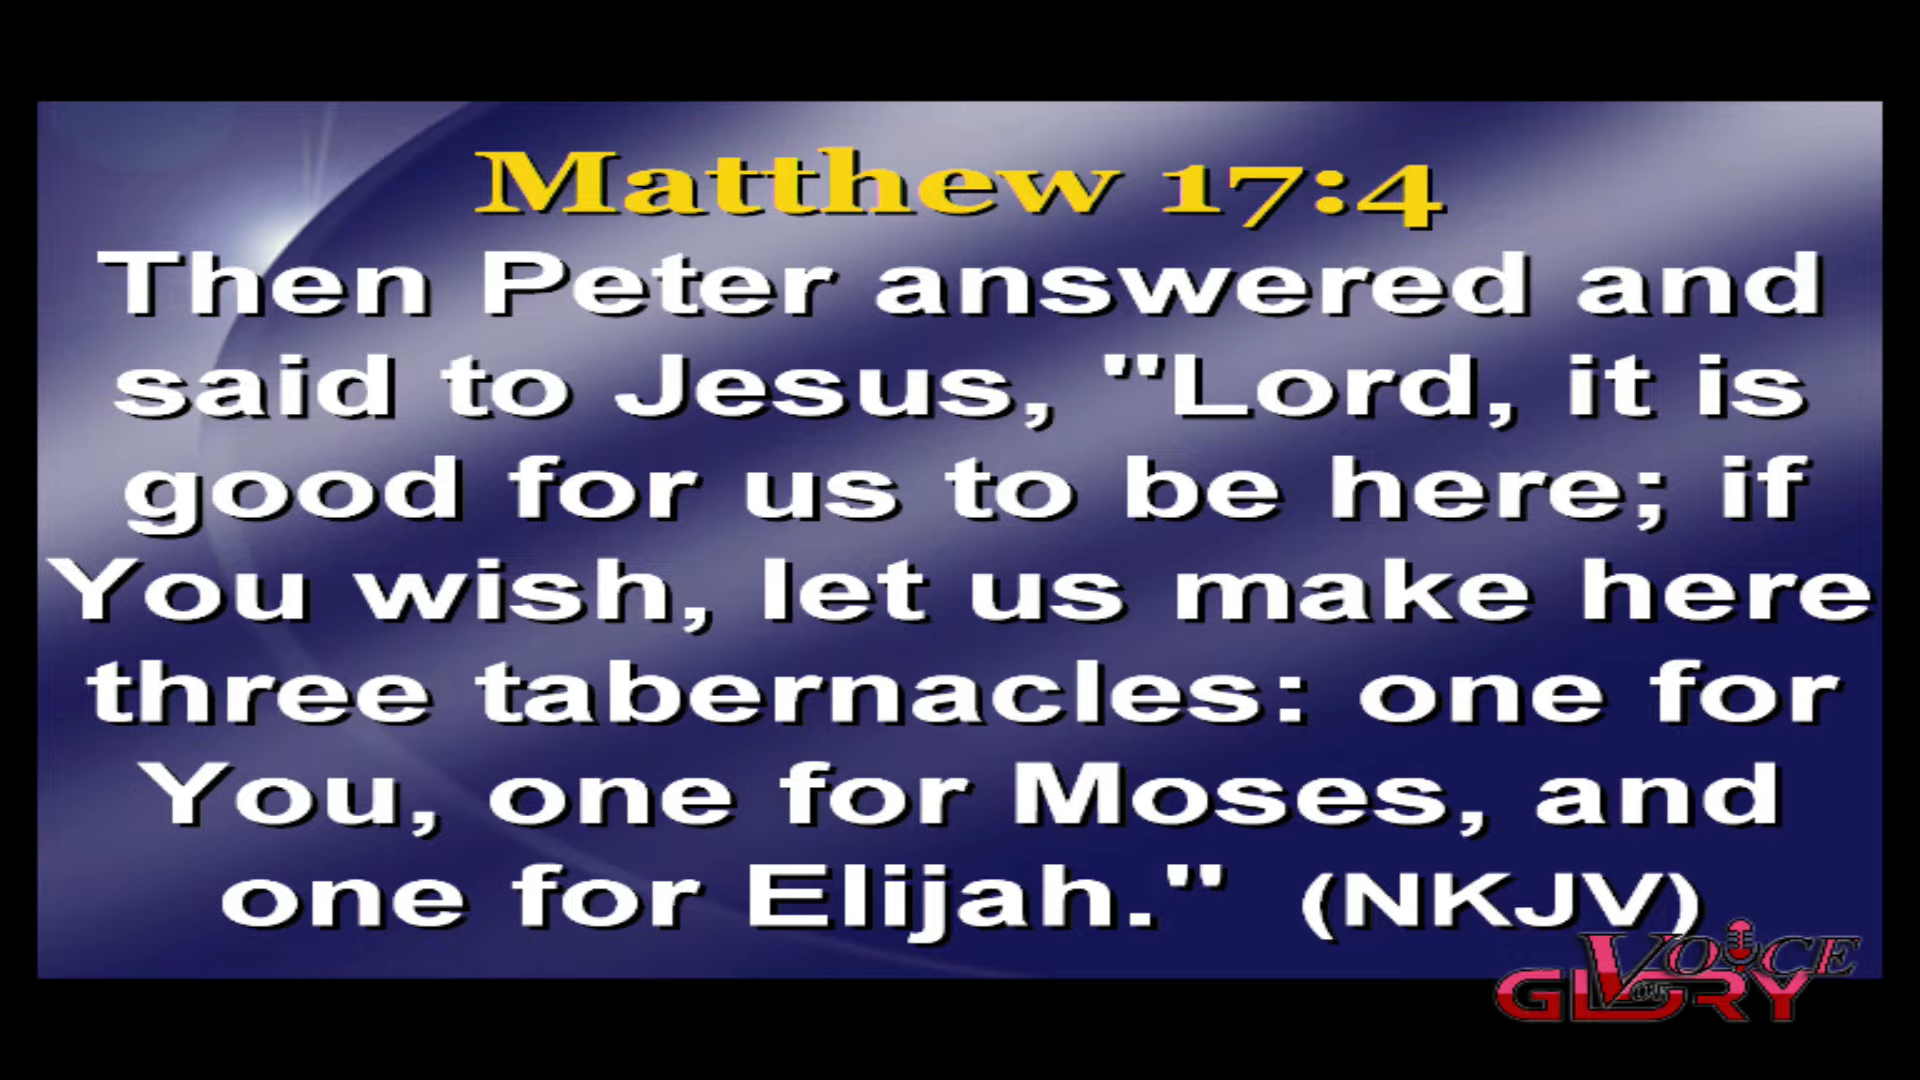 Matthew 17:4
Then Peter answered and
said to Jesus, "Lord, it is
good for us to be here; if
You wish, let us make here
three tabernacles: one for
You, one for Moses, and
one for Elijah." (NKJV)
VOICE
OF
GLORY